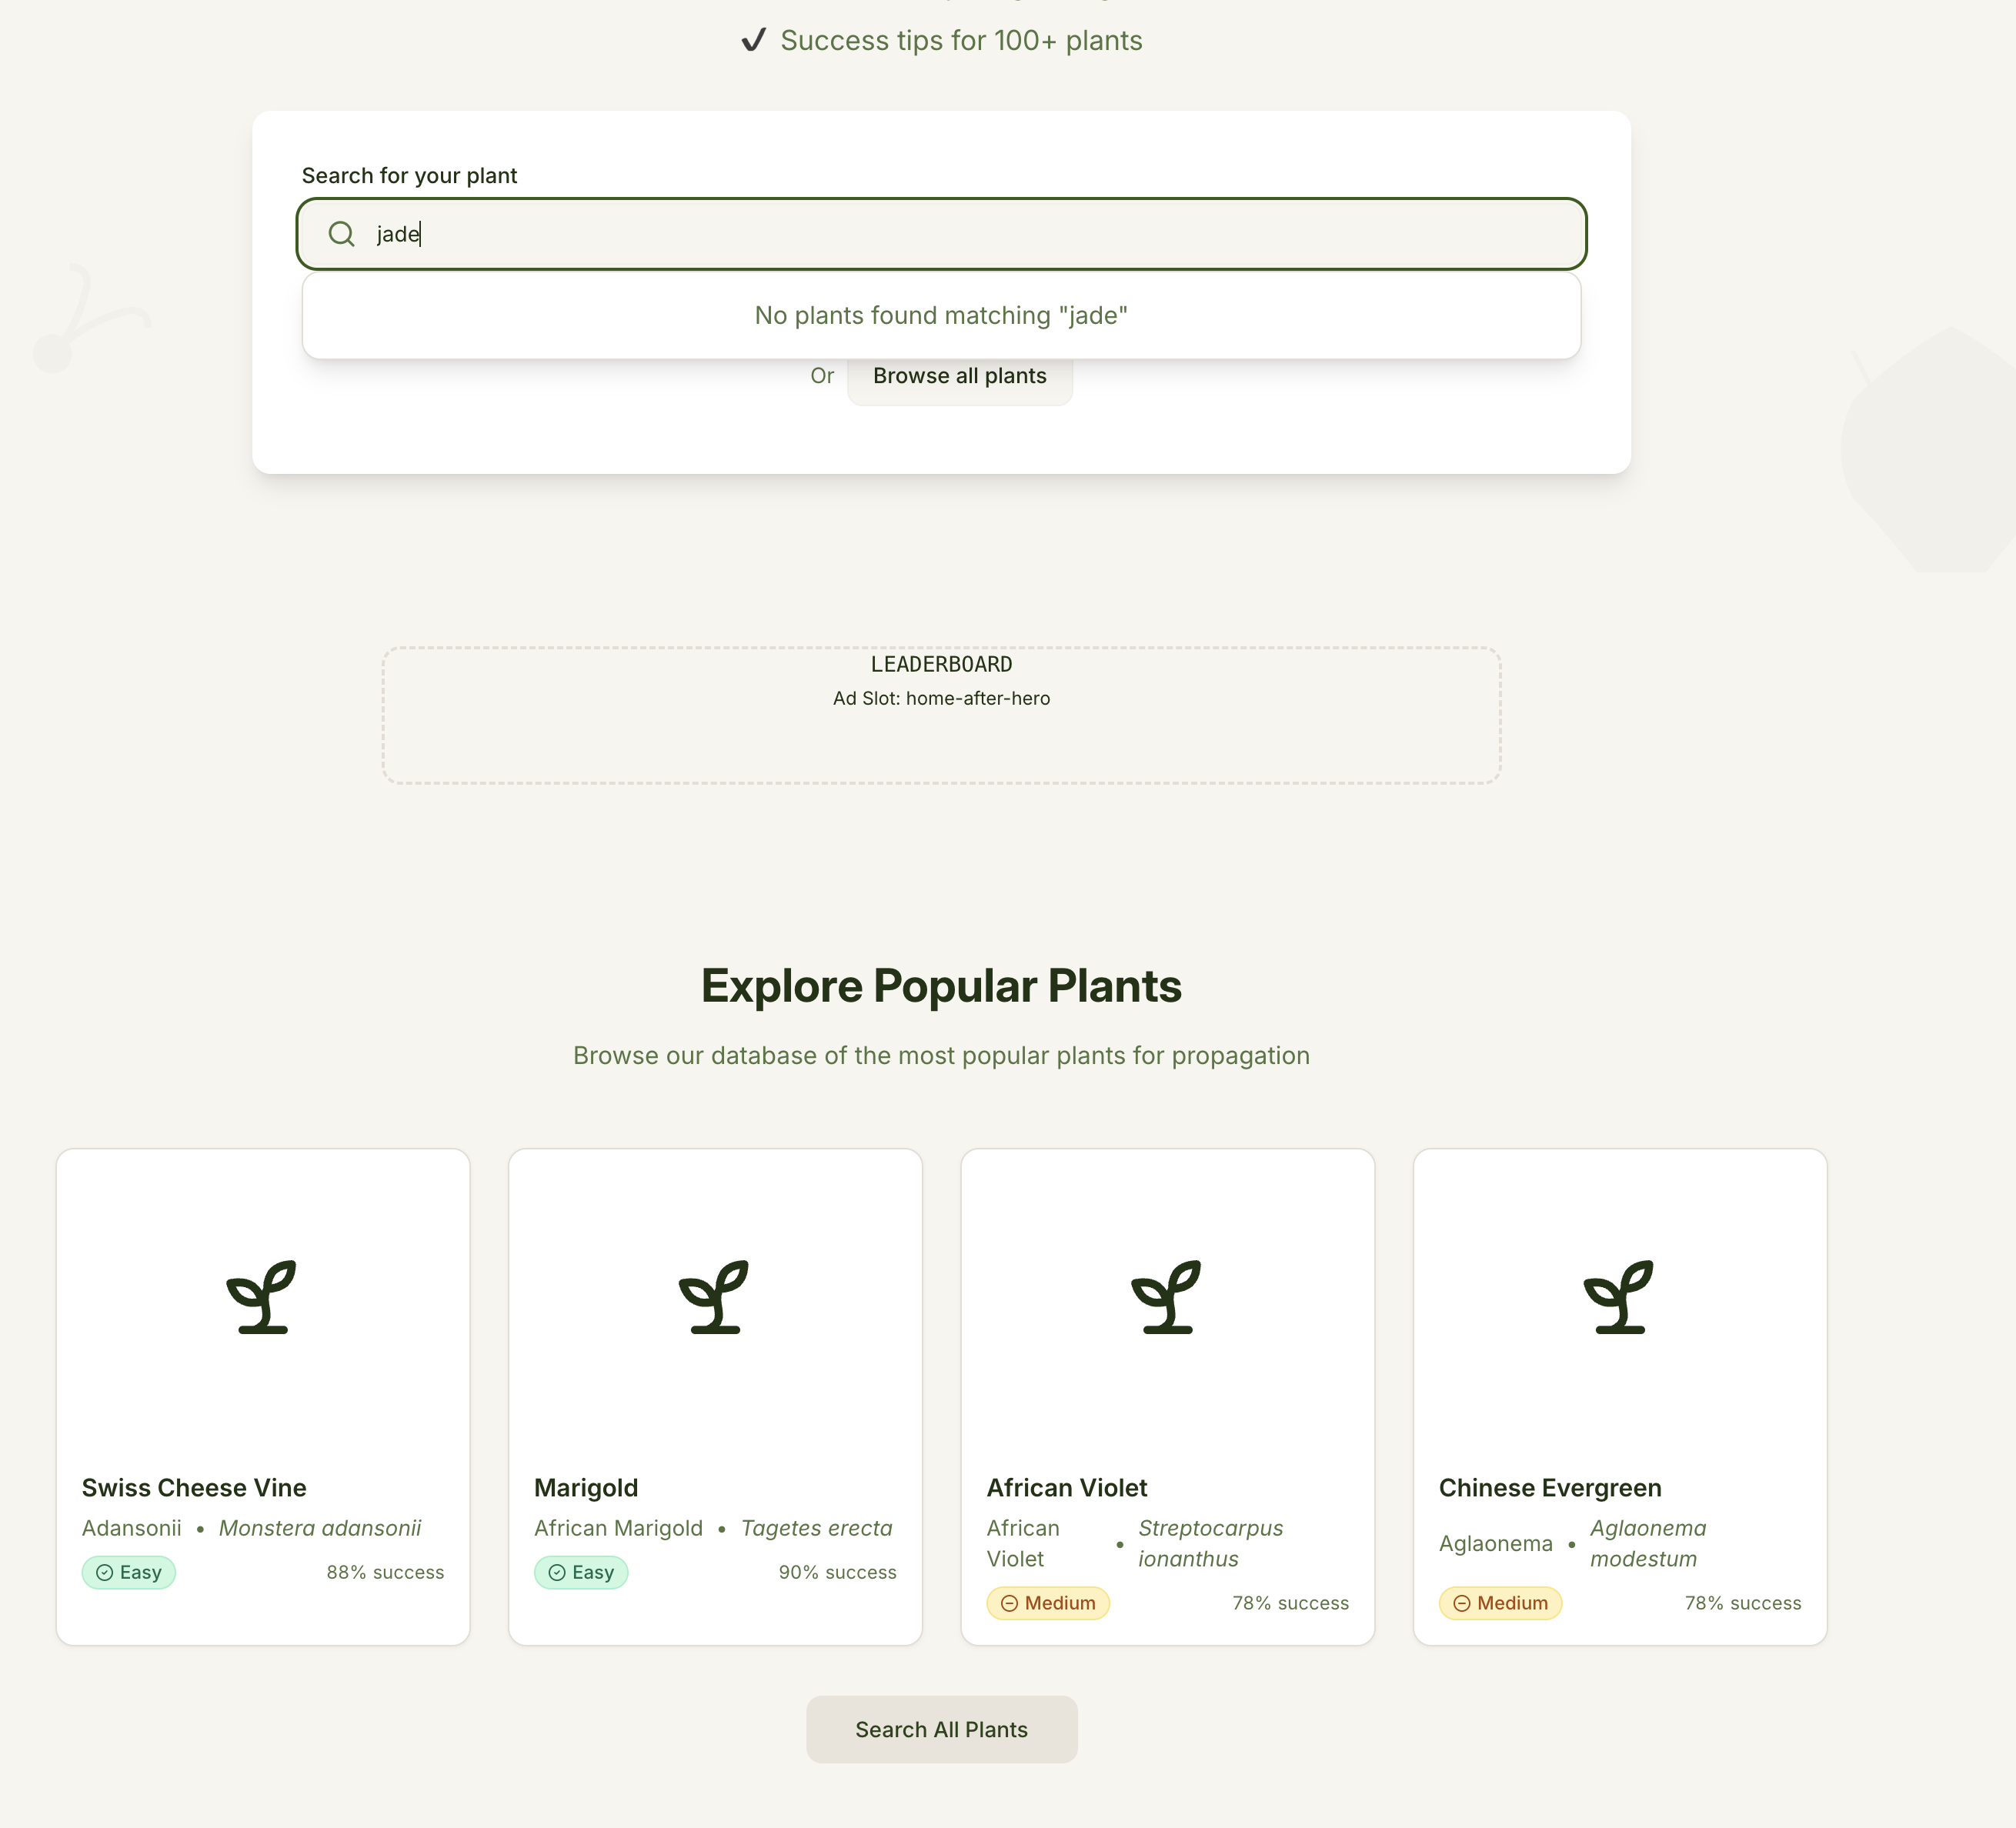 ✔ Success tips for 100+ plants
Search for your plant
jade
No plants found matching "jade"
Or Browse all plants
LEADERBOARD
Ad Slot: home-after-hero
Explore Popular Plants
Browse our database of the most popular plants for propagation
Swiss Cheese Vine
Adansonii • Monstera adansonii
Easy 88% success
Marigold
African Marigold • Tagetes erecta
Easy 90% success
African Violet
African Violet • Streptocarpus ionanthus
Medium 78% success
Chinese Evergreen
Aglaonema • Aglaonema modestum
Medium 78% success
Search All Plants